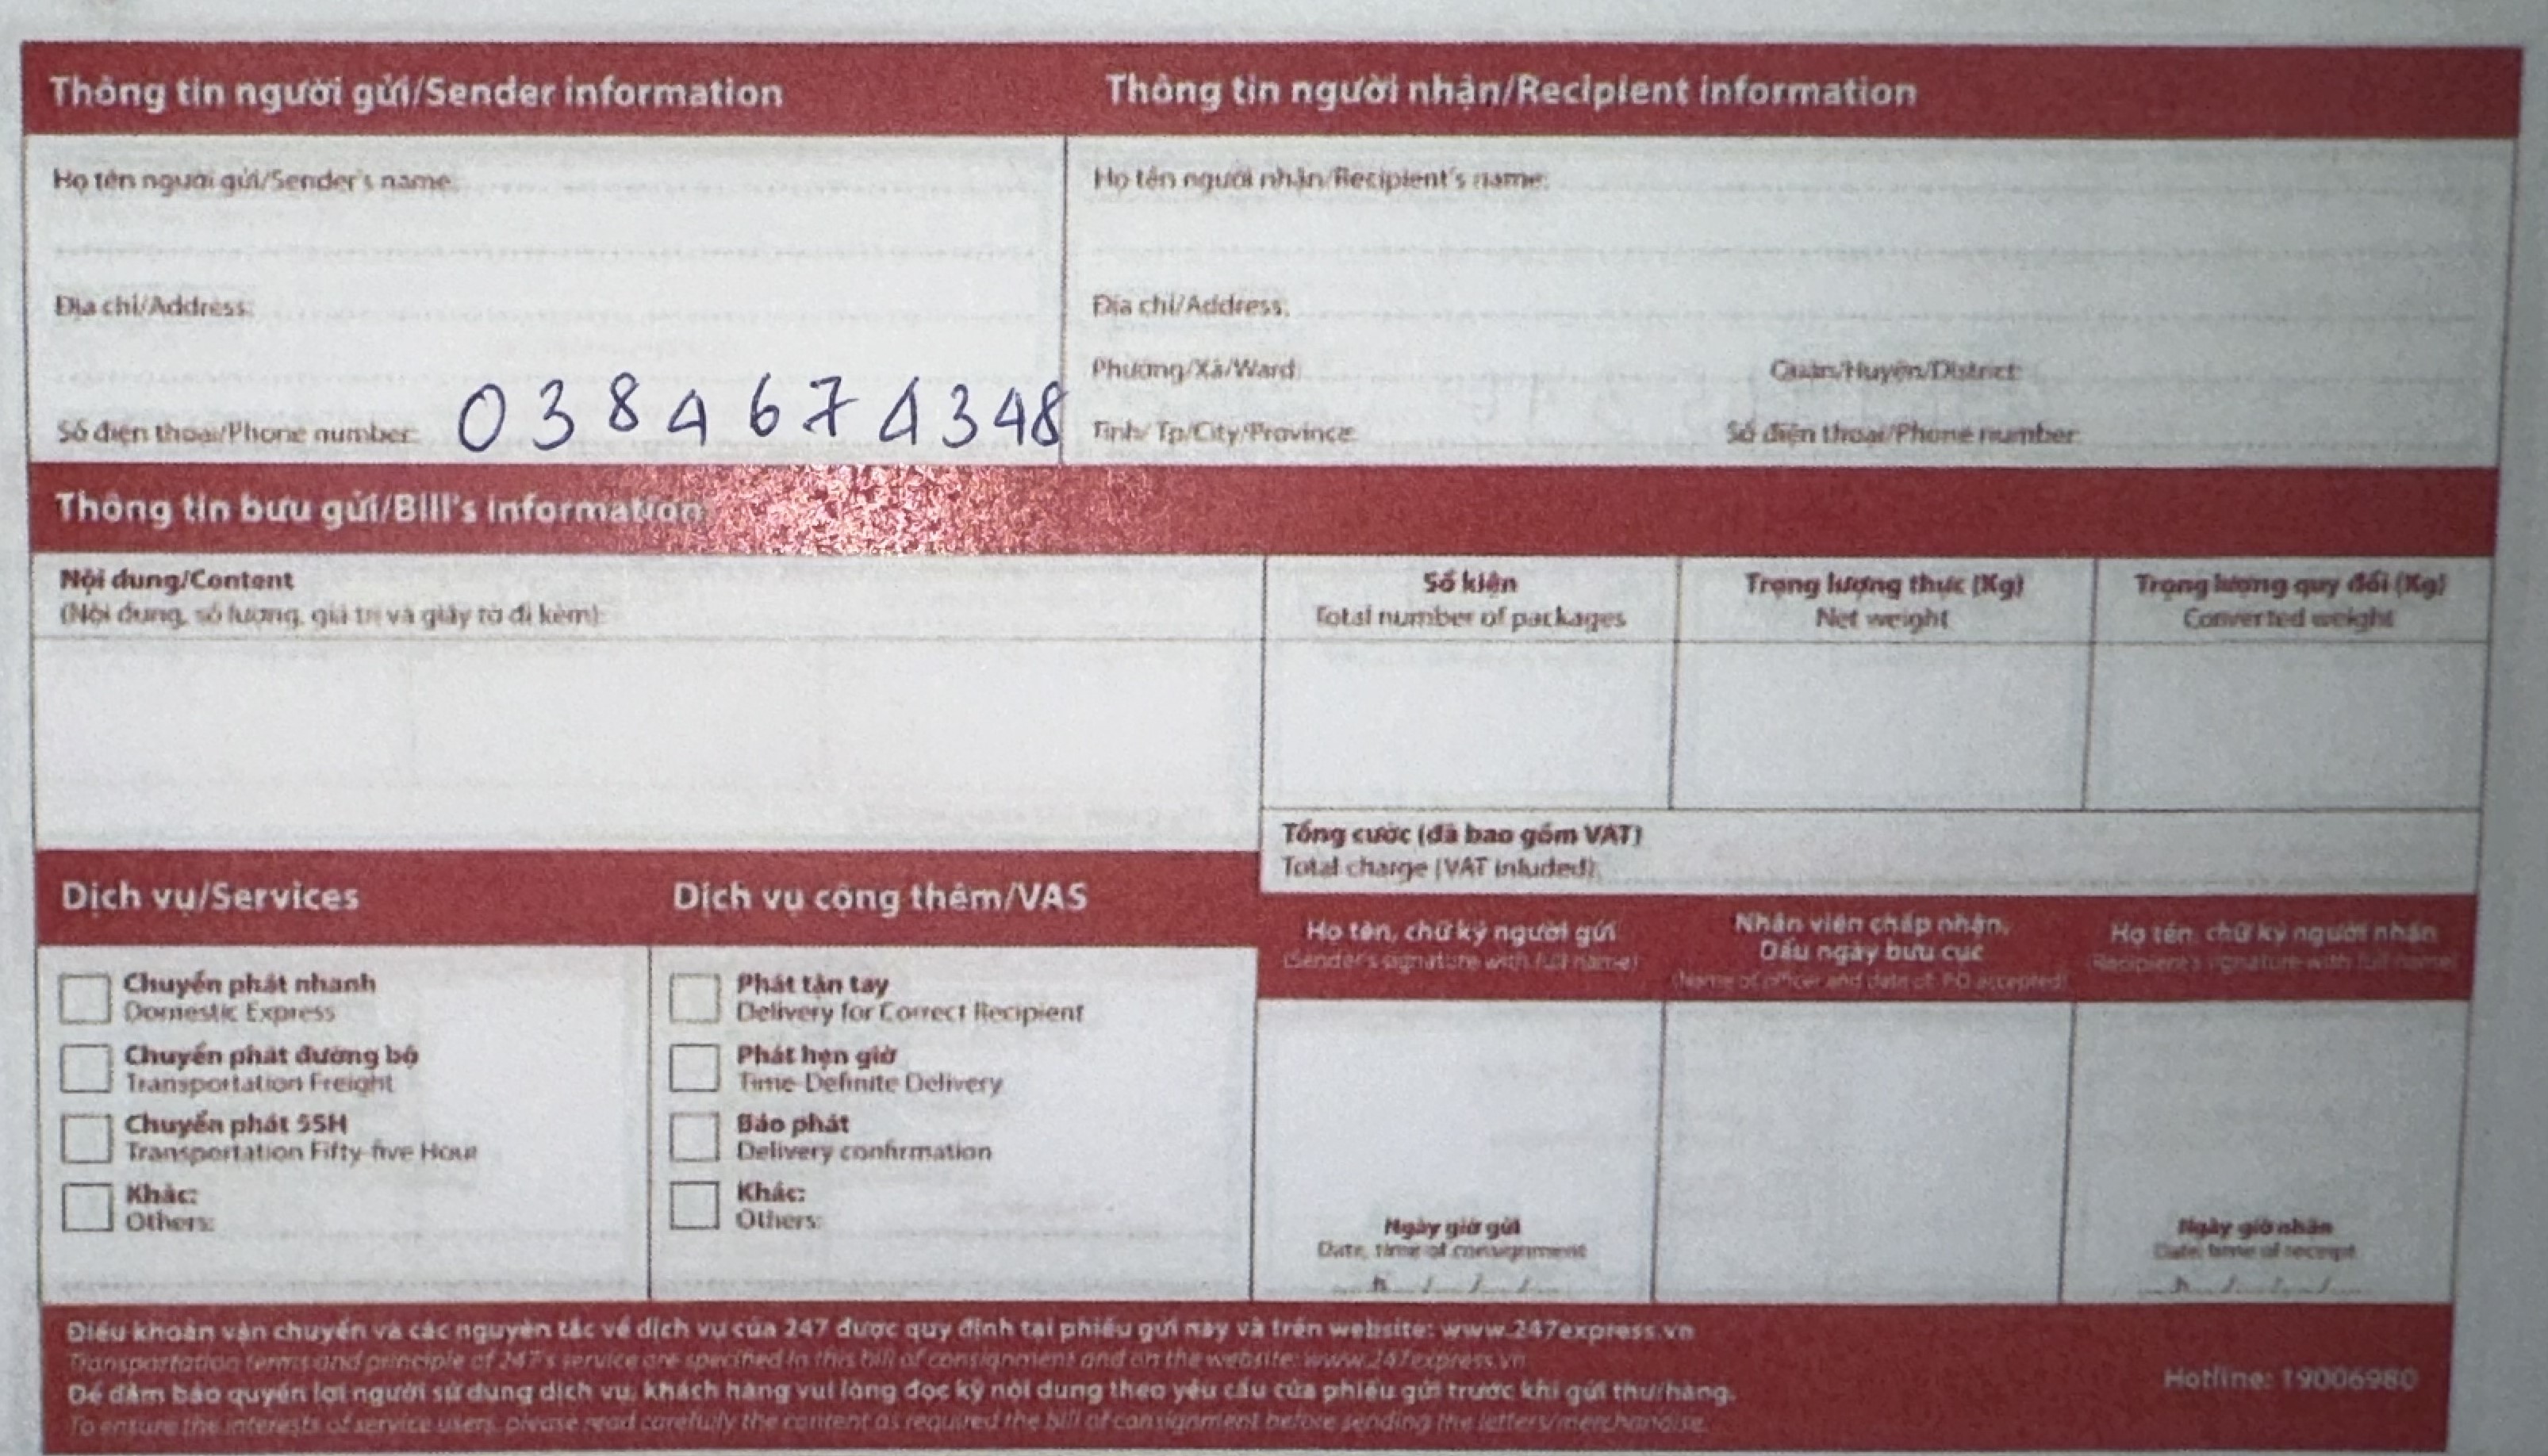 Thông tin người gửi/Sender information
Thông tin người nhận/Recipient information
Họ tên người gửi/Sender's name:
Họ tên người nhận/Recipient's name:
Địa chỉ/Address:
Địa chỉ/Address:
Phường/Xã/Ward:
Quận/Huyện/District:
Số điện thoại/Phone number: 0384674348
Tỉnh/ Tp/City/Province:
Số điện thoại/Phone number:
Thông tin bưu gửi/Bill's information
Nội dung/Content
(Nội dung, số lượng, giá trị và giấy tờ đi kèm):
Số kiện
Total number of packages
Trọng lượng thực (Kg)
Net weight
Trọng lượng quy đổi (Kg)
Converted weight
Tổng cước (đã bao gồm VAT)
Total charge (VAT inluded):
Dịch vụ/Services
Dịch vụ cộng thêm/VAS
Họ tên, chữ ký người gửi
(Sender's signature with full name)
Nhân viên chấp nhận,
Dấu ngày bưu cục
(Name of officer and date of PO accepted)
Họ tên, chữ ký người nhận
(Recipient's signature with full name)
Chuyển phát nhanh
Domestic Express
Chuyển phát đường bộ
Transportation Freight
Chuyển phát 55H
Transportation Fifty-five Hour
Khác:
Others:
Phát tận tay
Delivery for Correct Recipient
Phát hẹn giờ
Time-Definite Delivery
Báo phát
Delivery confirmation
Khác:
Others:
Ngày giờ gửi
Date, time of consignment
Ngày giờ nhận
Date, time of receipt
Điều khoản vận chuyển và các nguyên tắc về dịch vụ của 247 được quy định tại phiếu gửi này và trên website: www.247express.vn
Transportation terms and principle of 247's service are specified in this bill of consignment and on the website: www.247express.vn
Để đảm bảo quyền lợi người sử dụng dịch vụ, khách hàng vui lòng đọc kỹ nội dung theo yêu cầu của phiếu gửi trước khi gửi thư/hàng.
To ensure the interests of service users, please read carefully the content as required the bill of consignment before sending the letters/merchandise.
Hotline: 19006980